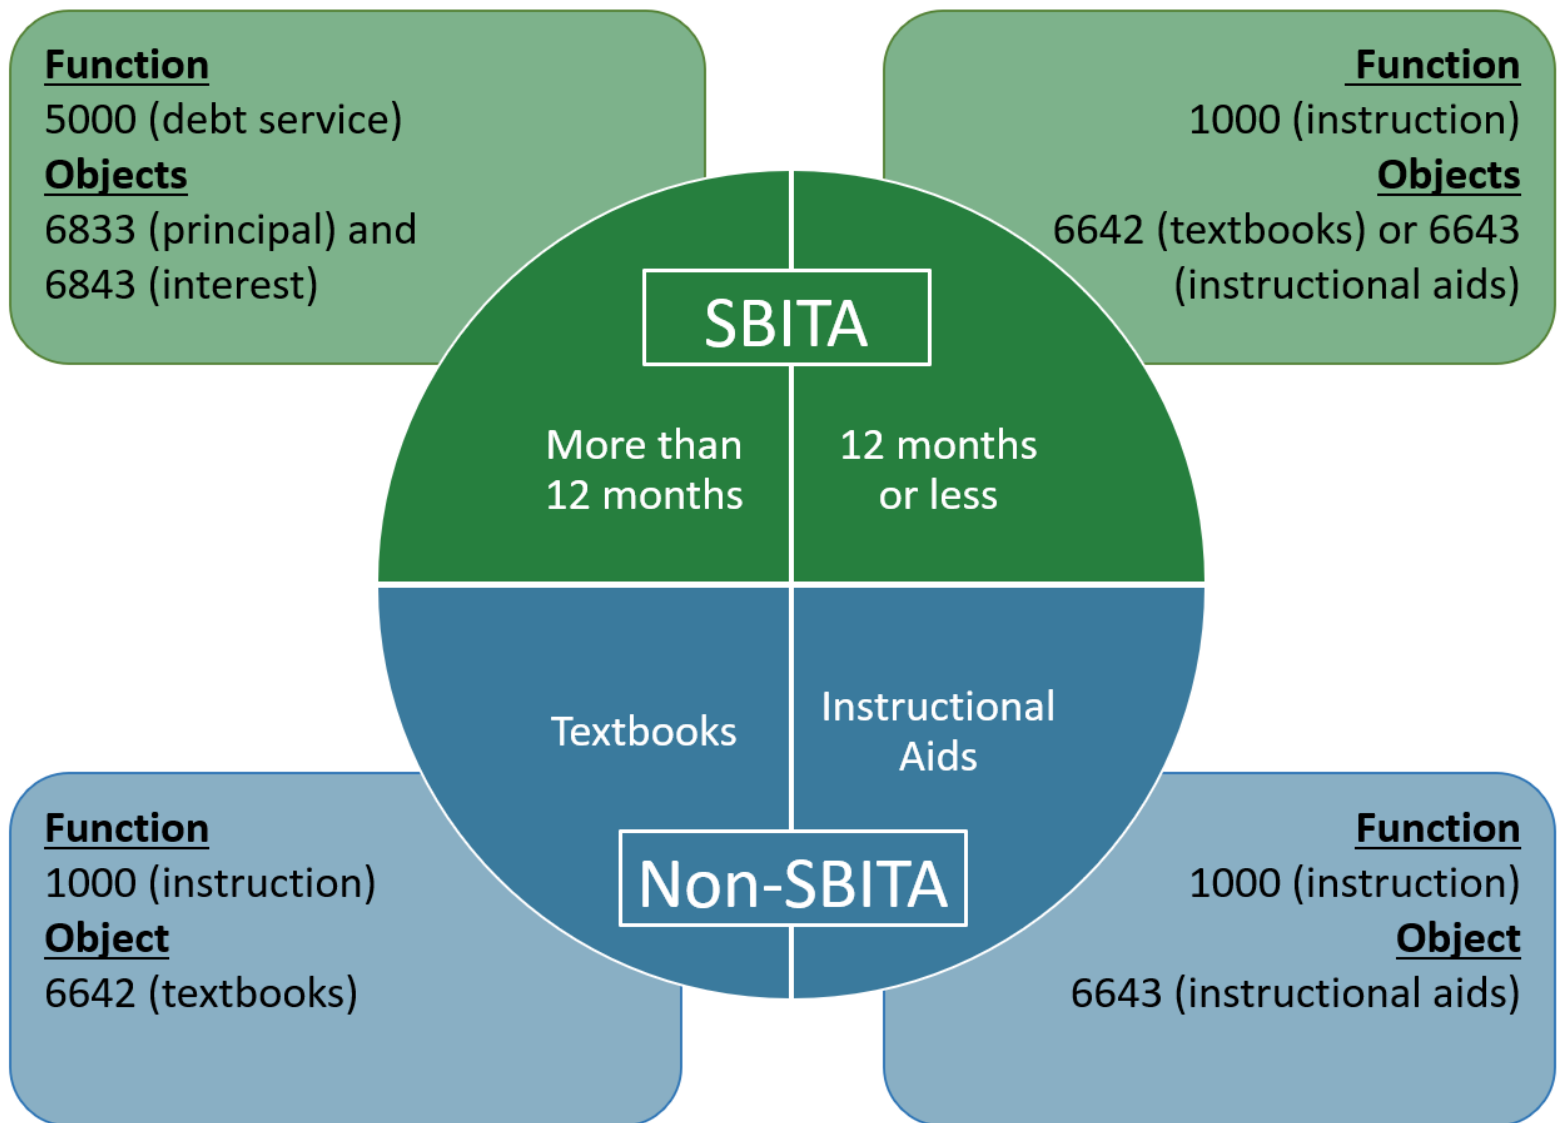 Function
5000 (debt service)
Objects
6833 (principal) and
6843 (interest)
Function
1000 (instruction)
Objects
6642 (textbooks) or 6643
(instructional aids)
SBITA
More than
12 months
12 months
or less
Textbooks
Instructional
Aids
Non-SBITA
Function
1000 (instruction)
Object
6642 (textbooks)
Function
1000 (instruction)
Object
6643 (instructional aids)